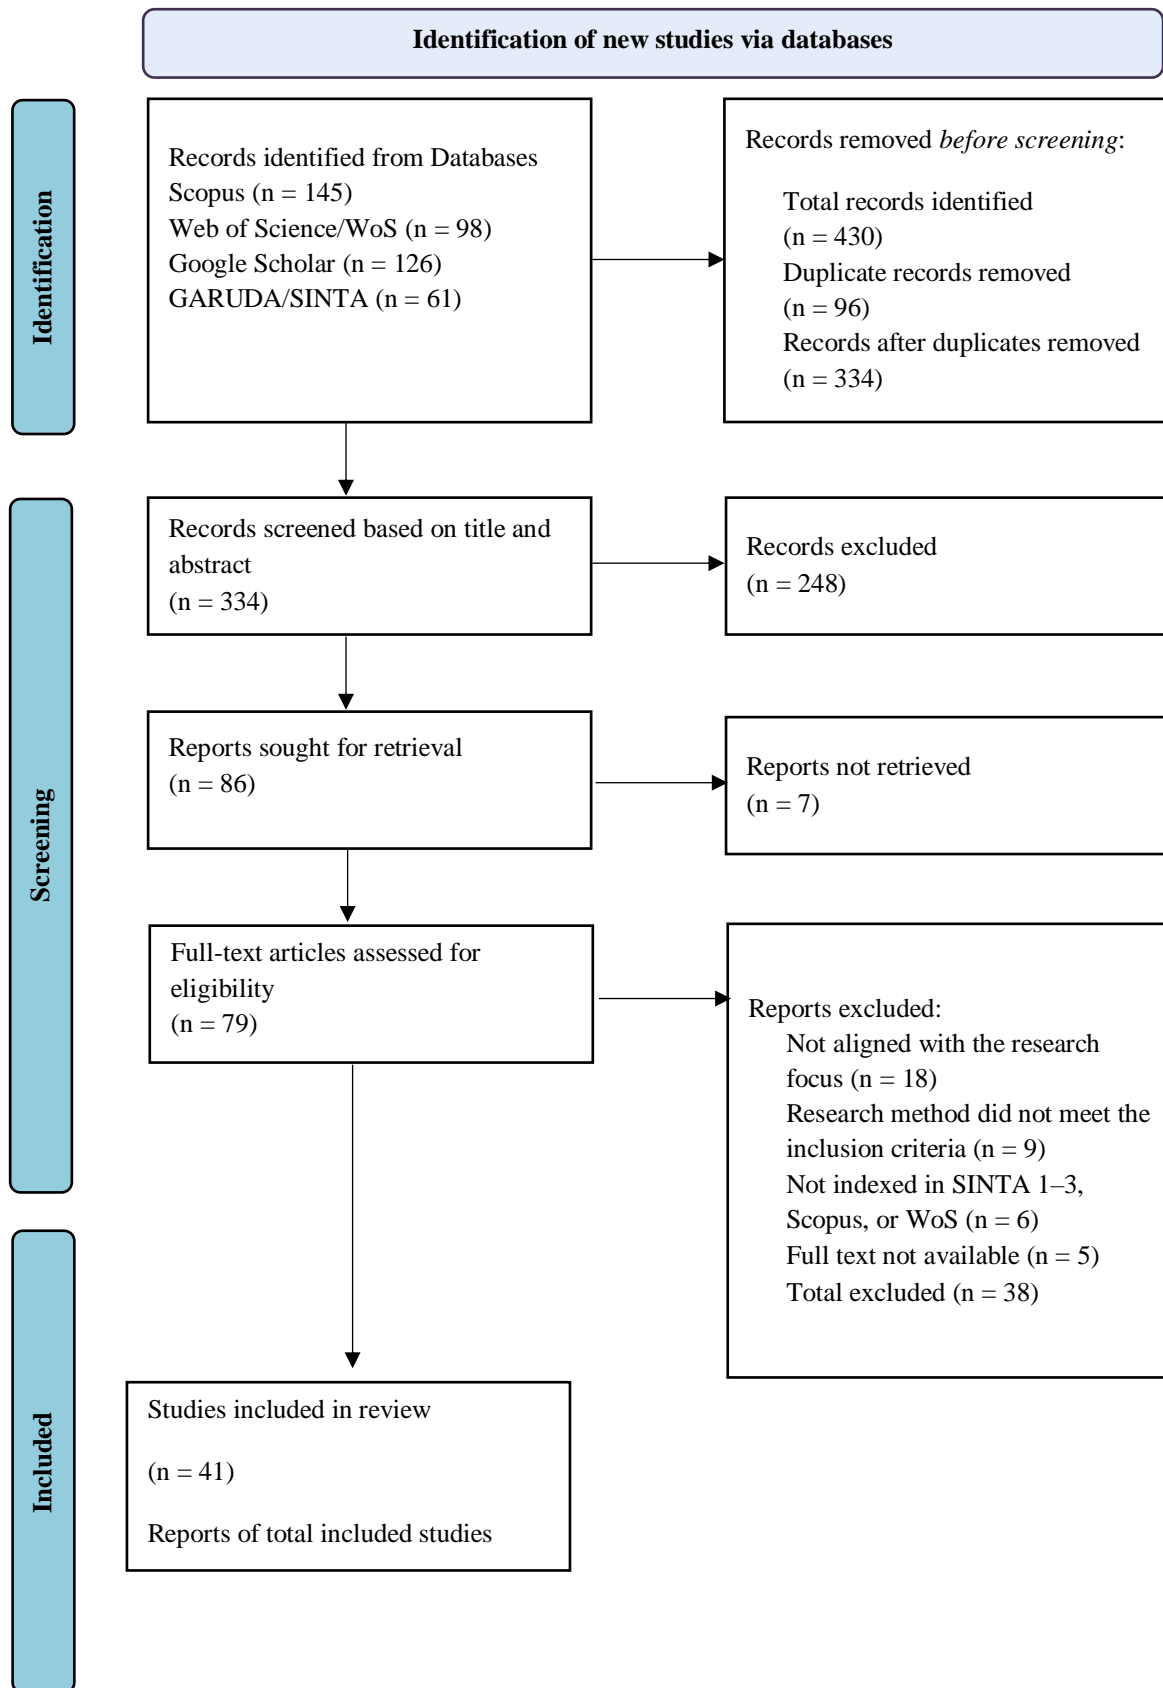 Identification of new studies via databases
Identification
Records identified from Databases
Scopus (n = 145)
Web of Science/WoS (n = 98)
Google Scholar (n = 126)
GARUDA/SINTA (n = 61)
Records removed before screening:
Total records identified
(n = 430)
Duplicate records removed
(n = 96)
Records after duplicates removed
(n = 334)
Screening
Records screened based on title and
abstract
(n = 334)
Records excluded
(n = 248)
Reports sought for retrieval
(n = 86)
Reports not retrieved
(n = 7)
Full-text articles assessed for
eligibility
(n = 79)
Reports excluded:
Not aligned with the research
focus (n = 18)
Research method did not meet the
inclusion criteria (n = 9)
Not indexed in SINTA 1–3,
Scopus, or WoS (n = 6)
Full text not available (n = 5)
Total excluded (n = 38)
Included
Studies included in review
(n = 41)
Reports of total included studies